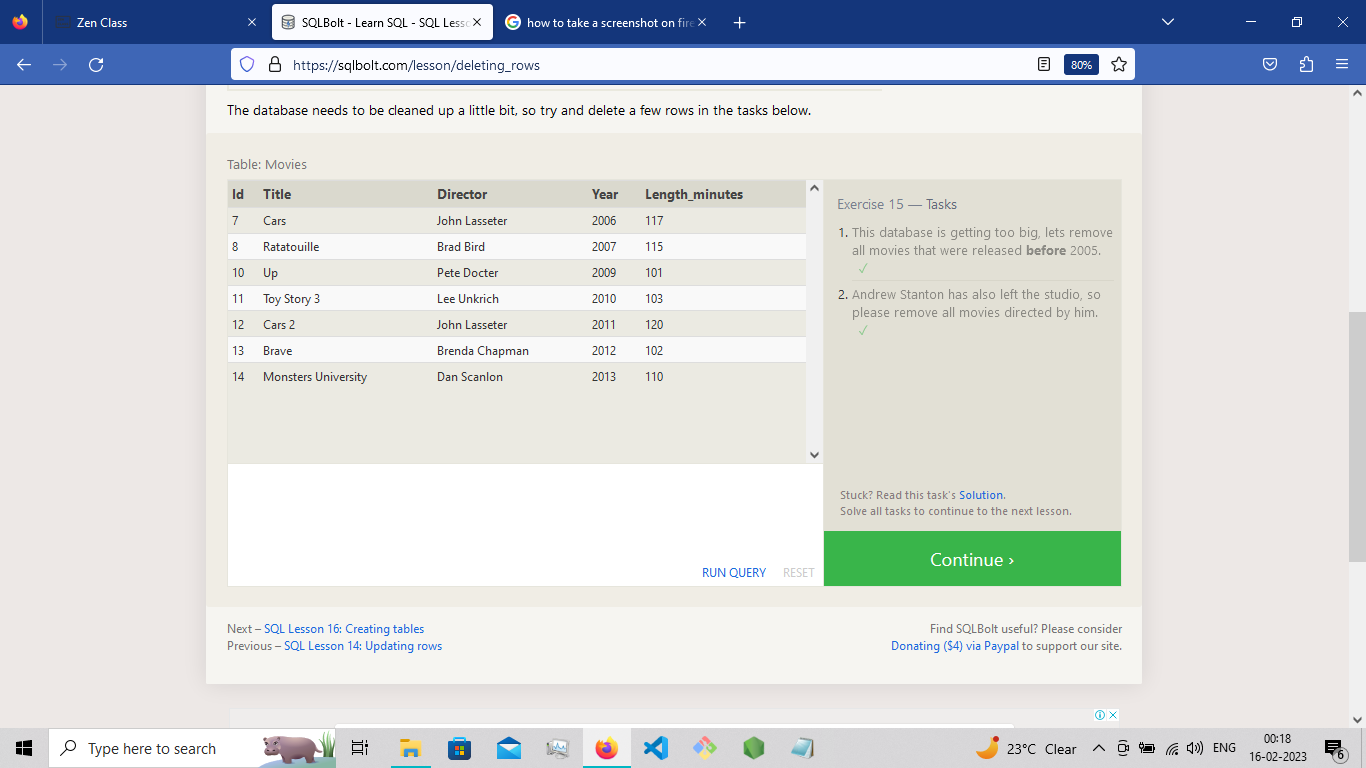 Zen Class
SQLBolt - Learn SQL - SQL Lesso
how to take a screenshot on fire
https://sqlbolt.com/lesson/deleting_rows
80%
The database needs to be cleaned up a little bit, so try and delete a few rows in the tasks below.
Table: Movies
Id Title Director Year Length_minutes
7 Cars John Lasseter 2006 117
8 Ratatouille Brad Bird 2007 115
10 Up Pete Docter 2009 101
11 Toy Story 3 Lee Unkrich 2010 103
12 Cars 2 John Lasseter 2011 120
13 Brave Brenda Chapman 2012 102
14 Monsters University Dan Scanlon 2013 110
RUN QUERY RESET
Exercise 15 — Tasks
1. This database is getting too big, lets remove
all movies that were released before 2005.
✓
2. Andrew Stanton has also left the studio, so
please remove all movies directed by him.
✓
Stuck? Read this task's Solution.
Solve all tasks to continue to the next lesson.
Continue ›
Next – SQL Lesson 16: Creating tables
Previous – SQL Lesson 14: Updating rows
Find SQLBolt useful? Please consider
Donating ($4) via Paypal to support our site.
Type here to search
23°C Clear
ENG
00:18
16-02-2023
6